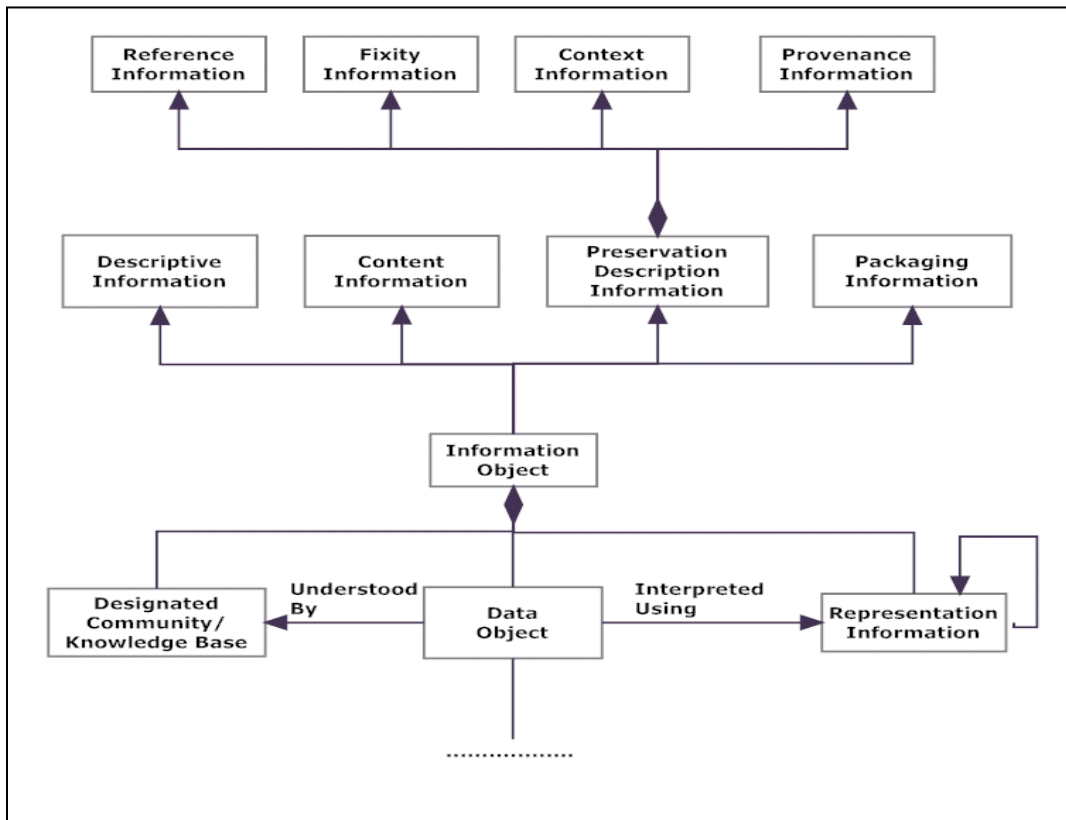 Reference
Information
Fixity
Information
Context
Information
Provenance
Information
Descriptive
Information
Content
Information
Preservation
Description
Information
Packaging
Information
Information
Object
Understood
By
Interpreted
Using
Designated
Community/
Knowledge Base
Data
Object
Representation
Information
...................